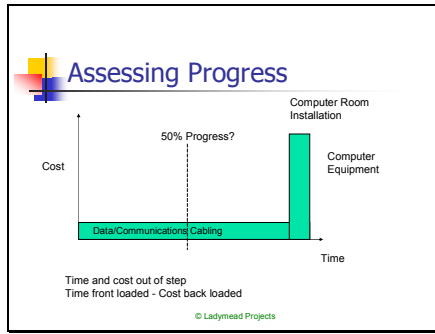 Assessing Progress
Computer Room
Installation
50% Progress?
Cost
Computer
Equipment
Data/Communications Cabling
Time
Time and cost out of step
Time front loaded - Cost back loaded
© Ladymead Projects